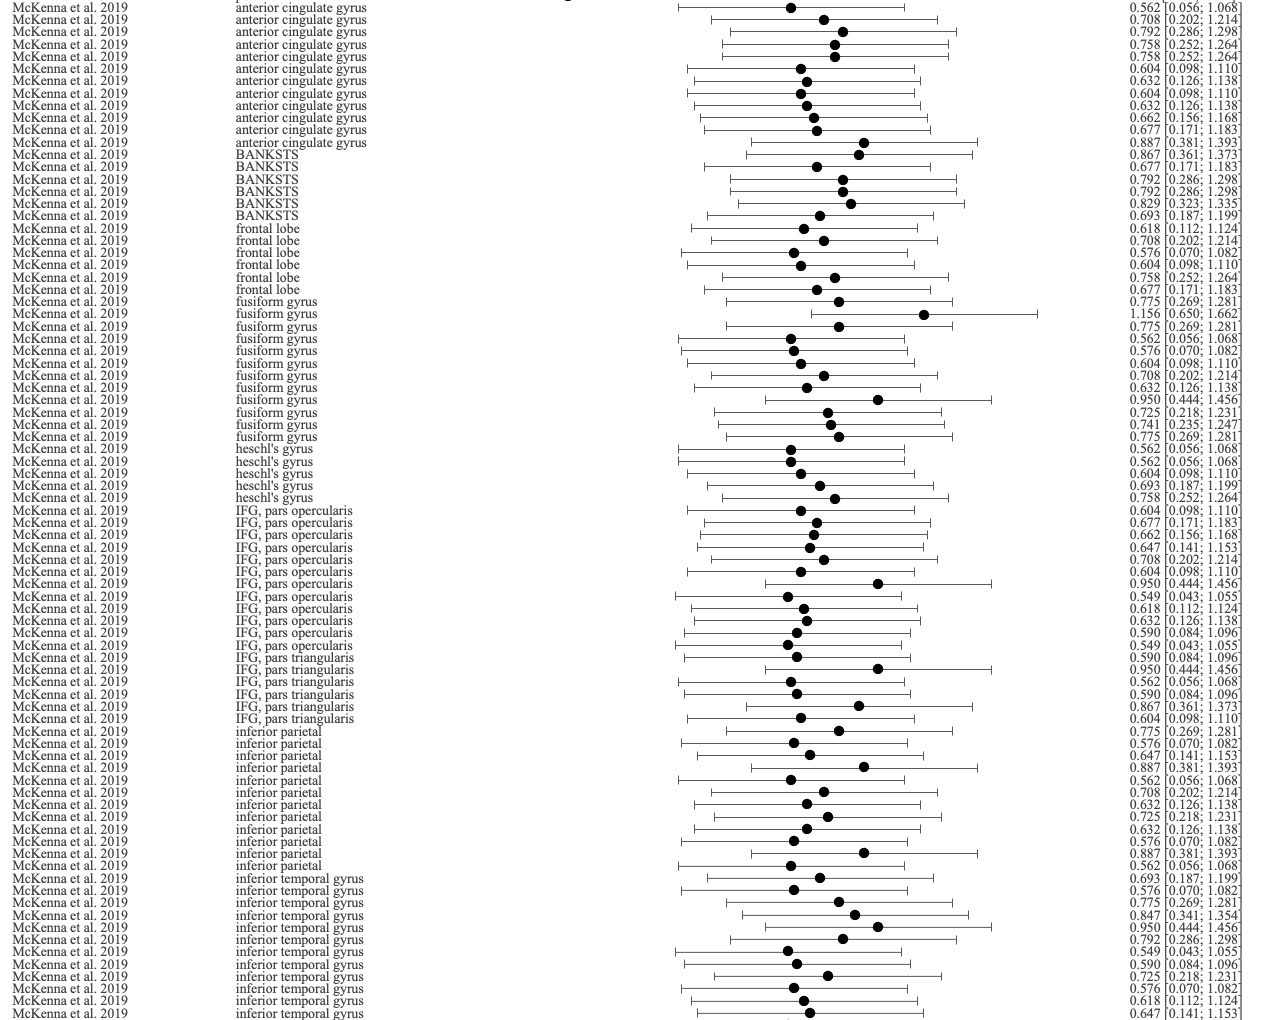 McKenna et al. 2019 anterior cingulate gyrus 0.562 [0.056; 1.068]
McKenna et al. 2019 anterior cingulate gyrus 0.708 [0.202; 1.214]
McKenna et al. 2019 anterior cingulate gyrus 0.792 [0.286; 1.298]
McKenna et al. 2019 anterior cingulate gyrus 0.758 [0.252; 1.264]
McKenna et al. 2019 anterior cingulate gyrus 0.758 [0.252; 1.264]
McKenna et al. 2019 anterior cingulate gyrus 0.604 [0.098; 1.110]
McKenna et al. 2019 anterior cingulate gyrus 0.632 [0.126; 1.138]
McKenna et al. 2019 anterior cingulate gyrus 0.604 [0.098; 1.110]
McKenna et al. 2019 anterior cingulate gyrus 0.632 [0.126; 1.138]
McKenna et al. 2019 anterior cingulate gyrus 0.662 [0.156; 1.168]
McKenna et al. 2019 anterior cingulate gyrus 0.677 [0.171; 1.183]
McKenna et al. 2019 anterior cingulate gyrus 0.887 [0.381; 1.393]
McKenna et al. 2019 BANKSTS 0.867 [0.361; 1.373]
McKenna et al. 2019 BANKSTS 0.677 [0.171; 1.183]
McKenna et al. 2019 BANKSTS 0.792 [0.286; 1.298]
McKenna et al. 2019 BANKSTS 0.792 [0.286; 1.298]
McKenna et al. 2019 BANKSTS 0.829 [0.323; 1.335]
McKenna et al. 2019 BANKSTS 0.693 [0.187; 1.199]
McKenna et al. 2019 frontal lobe 0.618 [0.112; 1.124]
McKenna et al. 2019 frontal lobe 0.708 [0.202; 1.214]
McKenna et al. 2019 frontal lobe 0.576 [0.070; 1.082]
McKenna et al. 2019 frontal lobe 0.604 [0.098; 1.110]
McKenna et al. 2019 frontal lobe 0.758 [0.252; 1.264]
McKenna et al. 2019 frontal lobe 0.677 [0.171; 1.183]
McKenna et al. 2019 fusiform gyrus 0.775 [0.269; 1.281]
McKenna et al. 2019 fusiform gyrus 1.156 [0.650; 1.662]
McKenna et al. 2019 fusiform gyrus 0.775 [0.269; 1.281]
McKenna et al. 2019 fusiform gyrus 0.562 [0.056; 1.068]
McKenna et al. 2019 fusiform gyrus 0.576 [0.070; 1.082]
McKenna et al. 2019 fusiform gyrus 0.604 [0.098; 1.110]
McKenna et al. 2019 fusiform gyrus 0.708 [0.202; 1.214]
McKenna et al. 2019 fusiform gyrus 0.632 [0.126; 1.138]
McKenna et al. 2019 fusiform gyrus 0.950 [0.444; 1.456]
McKenna et al. 2019 fusiform gyrus 0.725 [0.218; 1.231]
McKenna et al. 2019 fusiform gyrus 0.741 [0.235; 1.247]
McKenna et al. 2019 fusiform gyrus 0.775 [0.269; 1.281]
McKenna et al. 2019 heschl's gyrus 0.562 [0.056; 1.068]
McKenna et al. 2019 heschl's gyrus 0.562 [0.056; 1.068]
McKenna et al. 2019 heschl's gyrus 0.604 [0.098; 1.110]
McKenna et al. 2019 heschl's gyrus 0.693 [0.187; 1.199]
McKenna et al. 2019 heschl's gyrus 0.758 [0.252; 1.264]
McKenna et al. 2019 IFG, pars opercularis 0.604 [0.098; 1.110]
McKenna et al. 2019 IFG, pars opercularis 0.677 [0.171; 1.183]
McKenna et al. 2019 IFG, pars opercularis 0.662 [0.156; 1.168]
McKenna et al. 2019 IFG, pars opercularis 0.647 [0.141; 1.153]
McKenna et al. 2019 IFG, pars opercularis 0.708 [0.202; 1.214]
McKenna et al. 2019 IFG, pars opercularis 0.604 [0.098; 1.110]
McKenna et al. 2019 IFG, pars opercularis 0.950 [0.444; 1.456]
McKenna et al. 2019 IFG, pars opercularis 0.549 [0.043; 1.055]
McKenna et al. 2019 IFG, pars opercularis 0.618 [0.112; 1.124]
McKenna et al. 2019 IFG, pars opercularis 0.632 [0.126; 1.138]
McKenna et al. 2019 IFG, pars opercularis 0.590 [0.084; 1.096]
McKenna et al. 2019 IFG, pars opercularis 0.549 [0.043; 1.055]
McKenna et al. 2019 IFG, pars triangularis 0.590 [0.084; 1.096]
McKenna et al. 2019 IFG, pars triangularis 0.950 [0.444; 1.456]
McKenna et al. 2019 IFG, pars triangularis 0.562 [0.056; 1.068]
McKenna et al. 2019 IFG, pars triangularis 0.590 [0.084; 1.096]
McKenna et al. 2019 IFG, pars triangularis 0.867 [0.361; 1.373]
McKenna et al. 2019 IFG, pars triangularis 0.604 [0.098; 1.110]
McKenna et al. 2019 inferior parietal 0.775 [0.269; 1.281]
McKenna et al. 2019 inferior parietal 0.576 [0.070; 1.082]
McKenna et al. 2019 inferior parietal 0.647 [0.141; 1.153]
McKenna et al. 2019 inferior parietal 0.887 [0.381; 1.393]
McKenna et al. 2019 inferior parietal 0.562 [0.056; 1.068]
McKenna et al. 2019 inferior parietal 0.708 [0.202; 1.214]
McKenna et al. 2019 inferior parietal 0.632 [0.126; 1.138]
McKenna et al. 2019 inferior parietal 0.725 [0.218; 1.231]
McKenna et al. 2019 inferior parietal 0.632 [0.126; 1.138]
McKenna et al. 2019 inferior parietal 0.576 [0.070; 1.082]
McKenna et al. 2019 inferior parietal 0.887 [0.381; 1.393]
McKenna et al. 2019 inferior parietal 0.562 [0.056; 1.068]
McKenna et al. 2019 inferior temporal gyrus 0.693 [0.187; 1.199]
McKenna et al. 2019 inferior temporal gyrus 0.576 [0.070; 1.082]
McKenna et al. 2019 inferior temporal gyrus 0.775 [0.269; 1.281]
McKenna et al. 2019 inferior temporal gyrus 0.847 [0.341; 1.354]
McKenna et al. 2019 inferior temporal gyrus 0.950 [0.444; 1.456]
McKenna et al. 2019 inferior temporal gyrus 0.792 [0.286; 1.298]
McKenna et al. 2019 inferior temporal gyrus 0.549 [0.043; 1.055]
McKenna et al. 2019 inferior temporal gyrus 0.590 [0.084; 1.096]
McKenna et al. 2019 inferior temporal gyrus 0.725 [0.218; 1.231]
McKenna et al. 2019 inferior temporal gyrus 0.576 [0.070; 1.082]
McKenna et al. 2019 inferior temporal gyrus 0.618 [0.112; 1.124]
McKenna et al. 2019 inferior temporal gyrus 0.647 [0.141; 1.153]